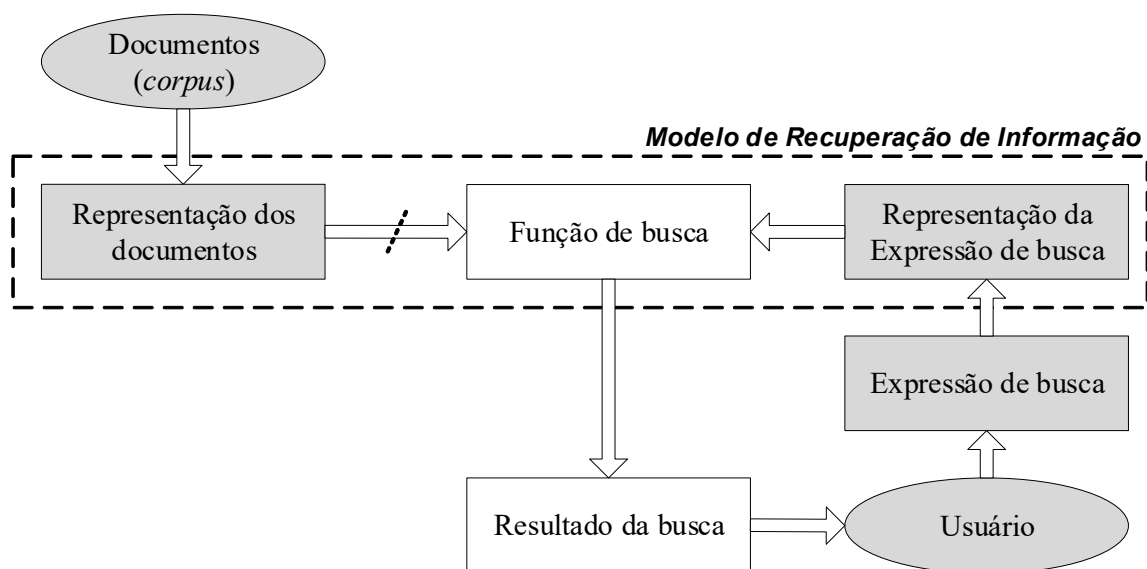 Documentos
(corpus)
Modelo de Recuperação de Informação
Representação dos
documentos
Função de busca
Representação da
Expressão de busca
Expressão de busca
Resultado da busca
Usuário